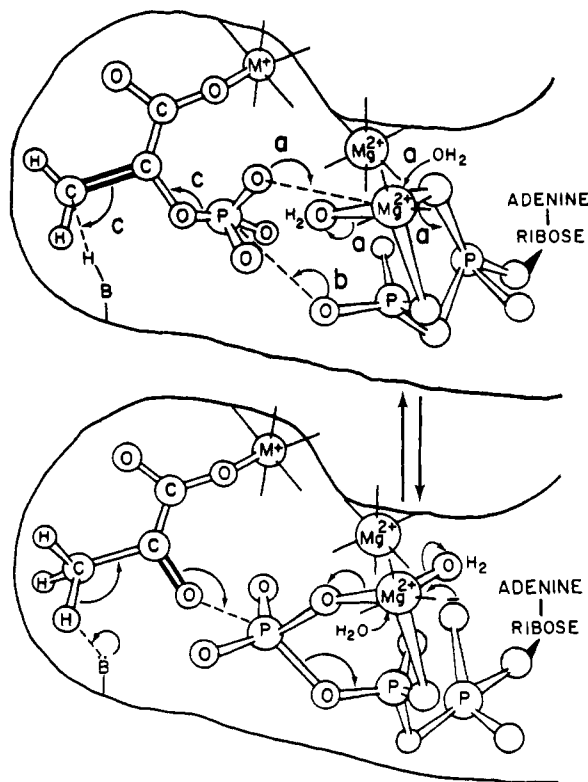 M+
O C O
Mg2+
a OH2
a
H C C O
c
H2O Mg2+
O P O
a
ADENINE
RIBOSE
H c
O
a
P
H
b
B
O P
M+
O C O
Mg2+
O H2
H C C
O O Mg2+
ADENINE
RIBOSE
H
O P
H2O
H
O
B̈
O P
P